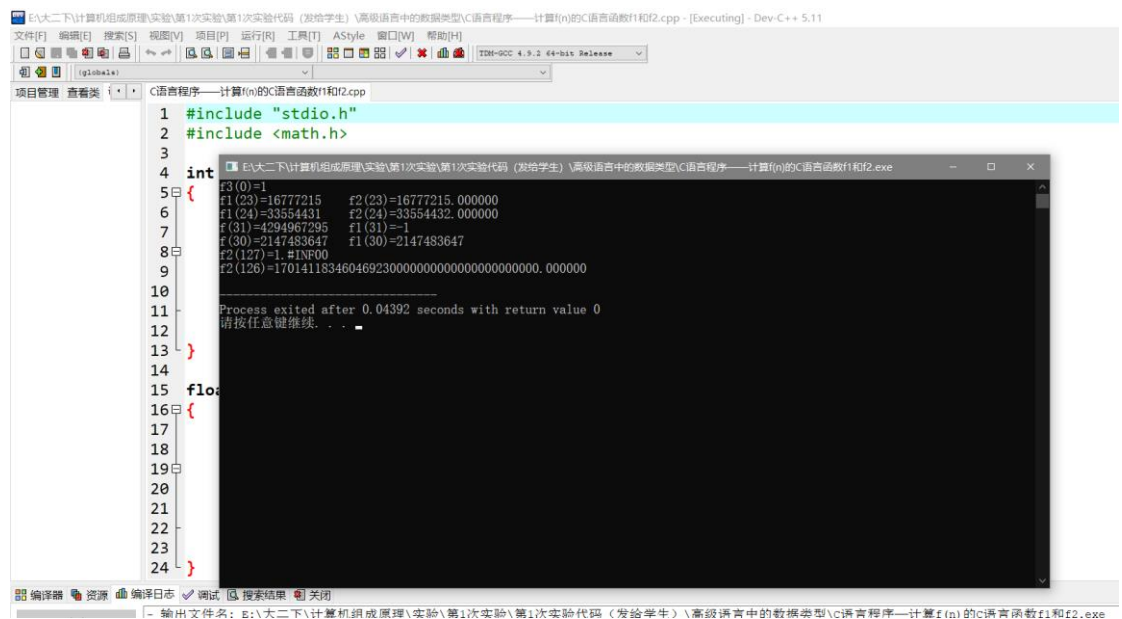 E:\大二下\计算机组成原理\实验\第1次实验\第1次实验代码（发给学生）\高级语言中的数据类型\C语言程序——计算f(n)的C语言函数f1和f2.cpp - [Executing] - Dev-C++ 5.11
文件[F] 编辑[E] 搜索[S] 视图[V] 项目[P] 运行[R] 工具[T] AStyle 窗口[W] 帮助[H]
TDM-GCC 4.9.2 64-bit Release
(globals)
项目管理 查看类
C语言程序——计算f(n)的C语言函数f1和f2.cpp
1 #include "stdio.h"
2 #include <math.h>
3
4 int
E:\大二下\计算机组成原理\实验\第1次实验\第1次实验代码（发给学生）\高级语言中的数据类型\C语言程序——计算f(n)的C语言函数f1和f2.exe
5 {
6
7
8
9
10
11
12
13 }
14
15 floa
16 {
17
18
19
20
21
22
23
24 }
f3(0)=1
f1(23)=16777215 f2(23)=16777215.000000
f1(24)=33554431 f2(24)=33554432.000000
f(31)=4294967295 f1(31)=-1
f(30)=2147483647 f1(30)=2147483647
f2(127)=1.#INF00
f2(126)=170141183460469230000000000000000000000.000000
--------------------------------
Process exited after 0.04392 seconds with return value 0
请按任意键继续. . .
编译器 资源 编译日志 调试 搜索结果 关闭
- 输出文件名: E:\大二下\计算机组成原理\实验\第1次实验\第1次实验代码（发给学生）\高级语言中的数据类型\C语言程序——计算f(n)的C语言函数f1和f2.exe